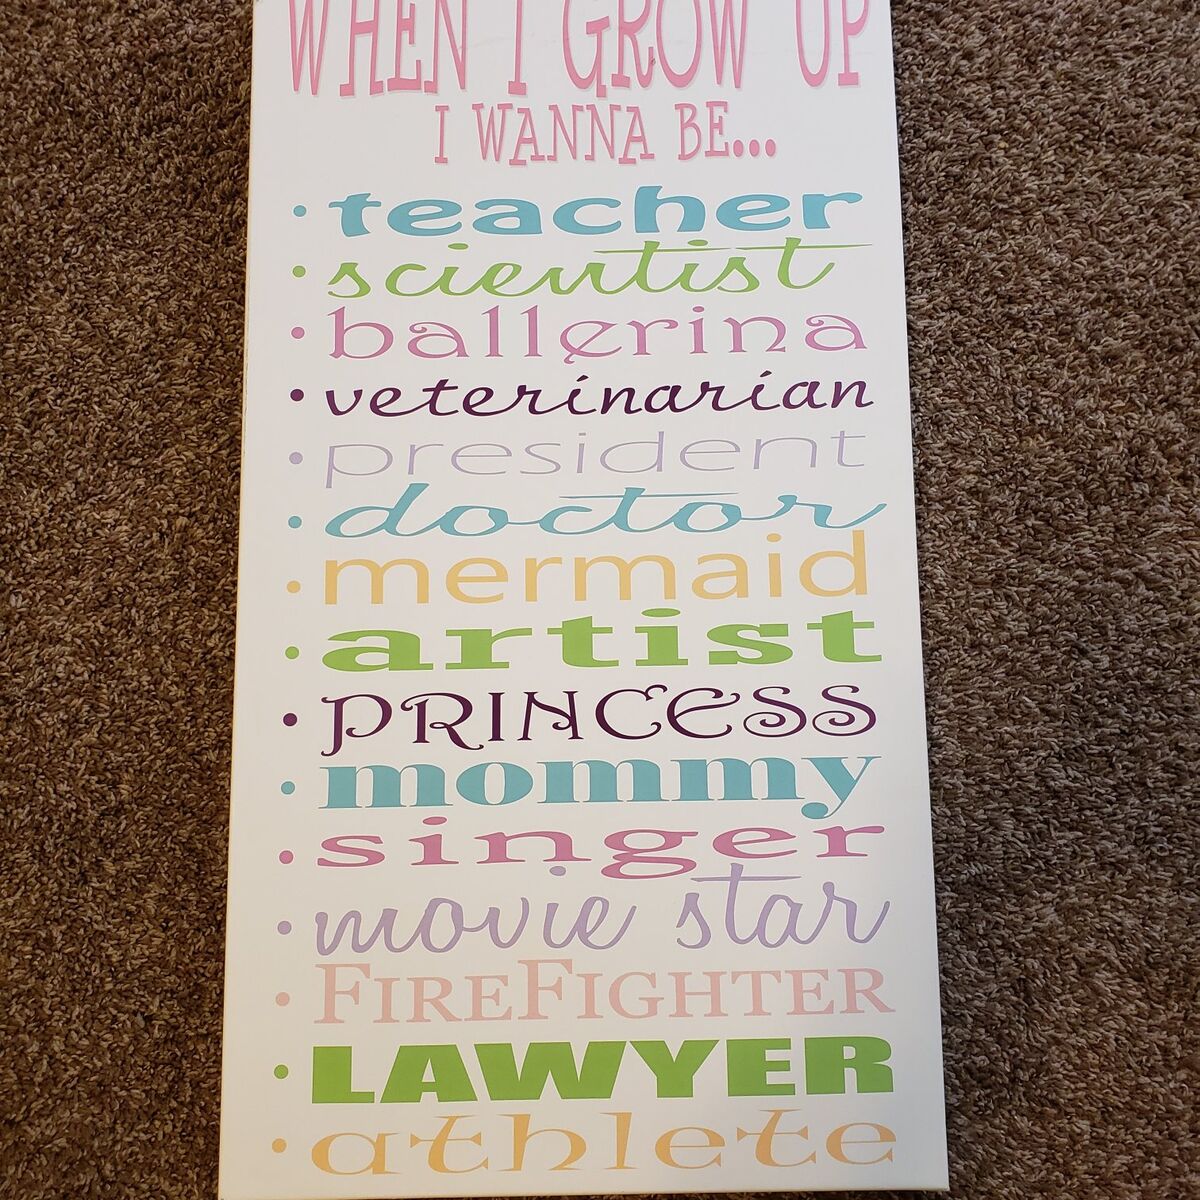 WHEN I GROW UP
I WANNA BE...
• teacher
• scientist
• ballerina
• veterinarian
• president
• doctor
• mermaid
• artist
• PRINCESS
• mommy
• singer
• movie star
• FIREFIGHTER
• LAWYER
• athlete